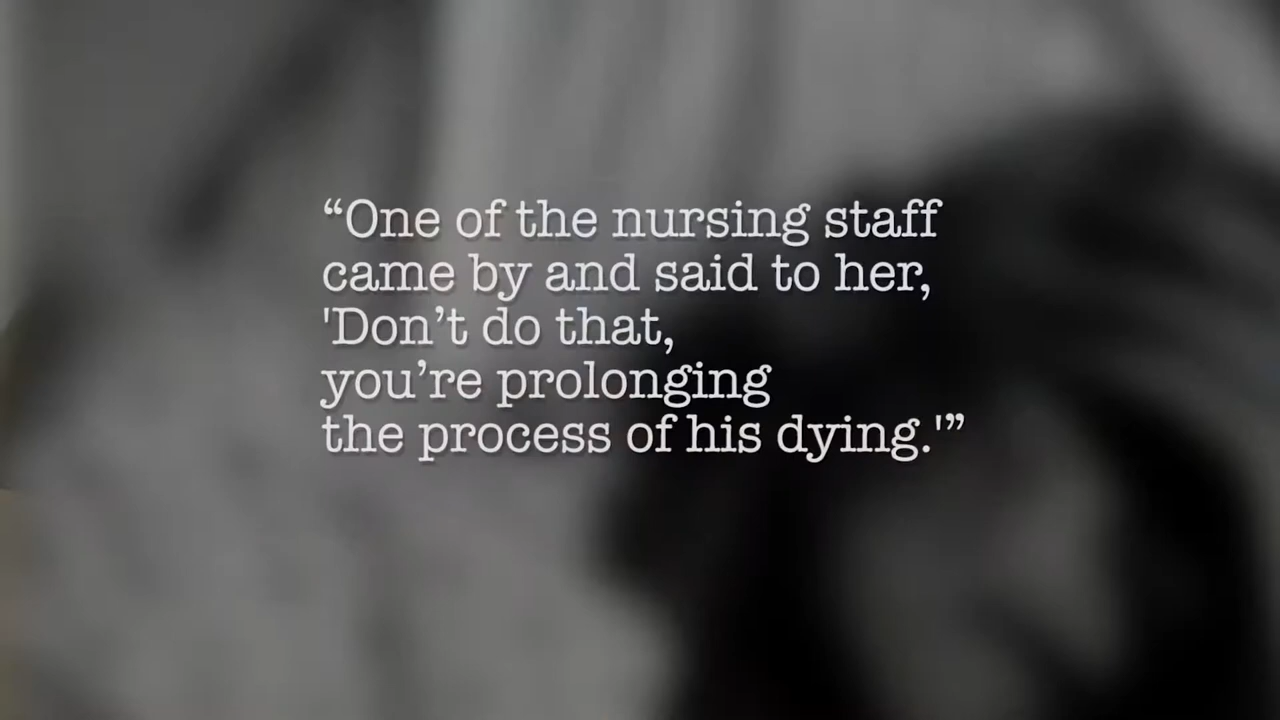 “One of the nursing staff
came by and said to her,
'Don’t do that,
you’re prolonging
the process of his dying.'”